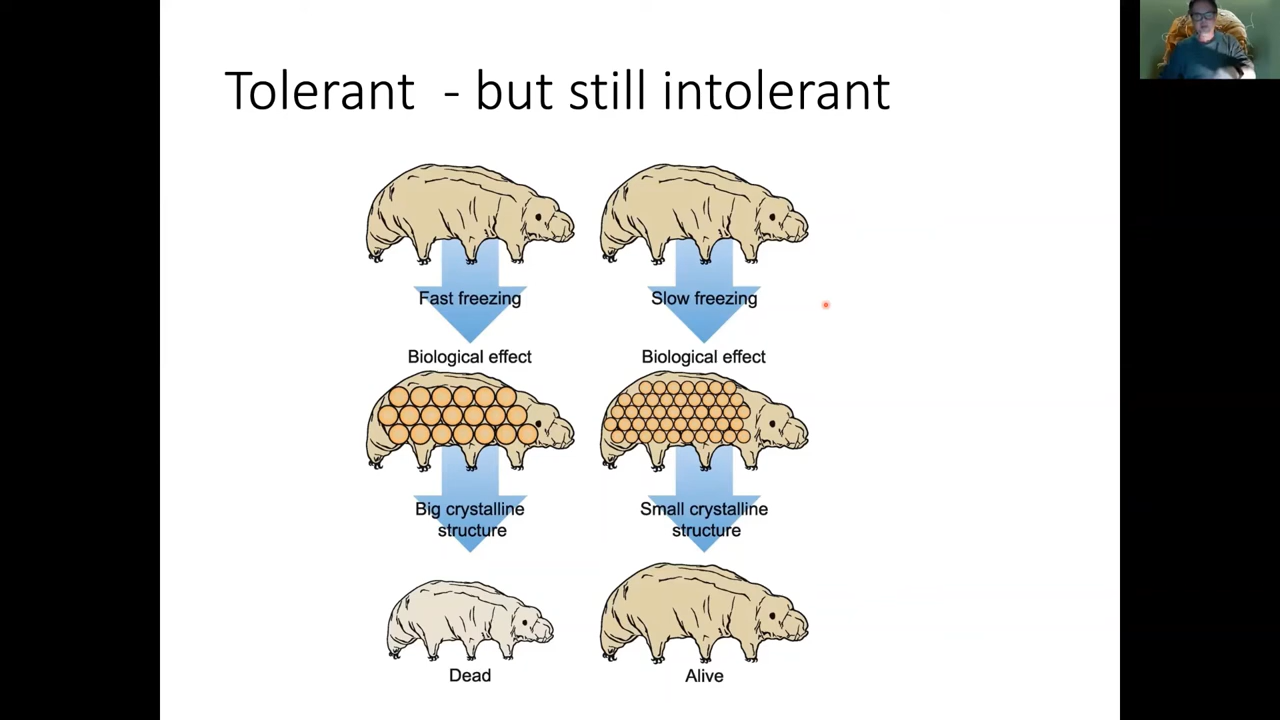 Tolerant - but still intolerant
Fast freezing
Slow freezing
Biological effect
Biological effect
Big crystalline
structure
Small crystalline
structure
Dead
Alive